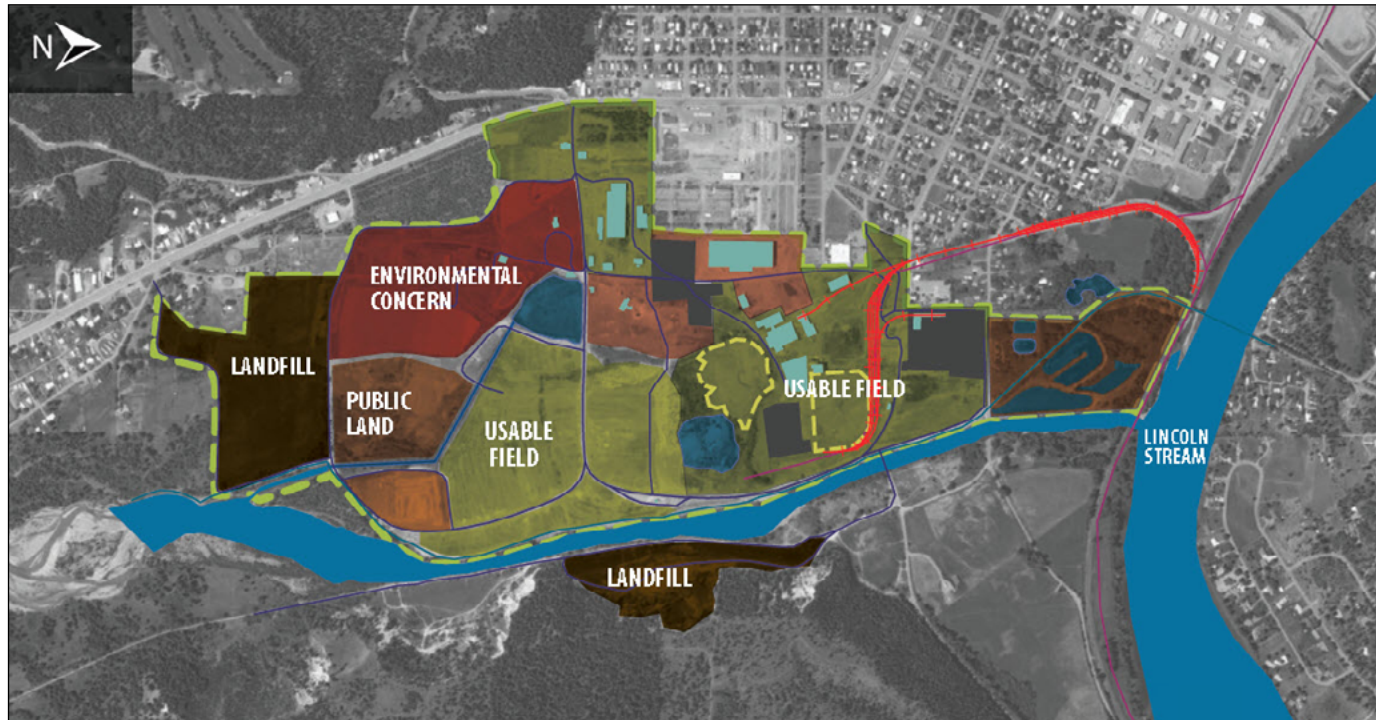 N
ENVIRONMENTAL
CONCERN
LANDFILL
PUBLIC
LAND
USABLE
FIELD
USABLE FIELD
LINCOLN
STREAM
LANDFILL